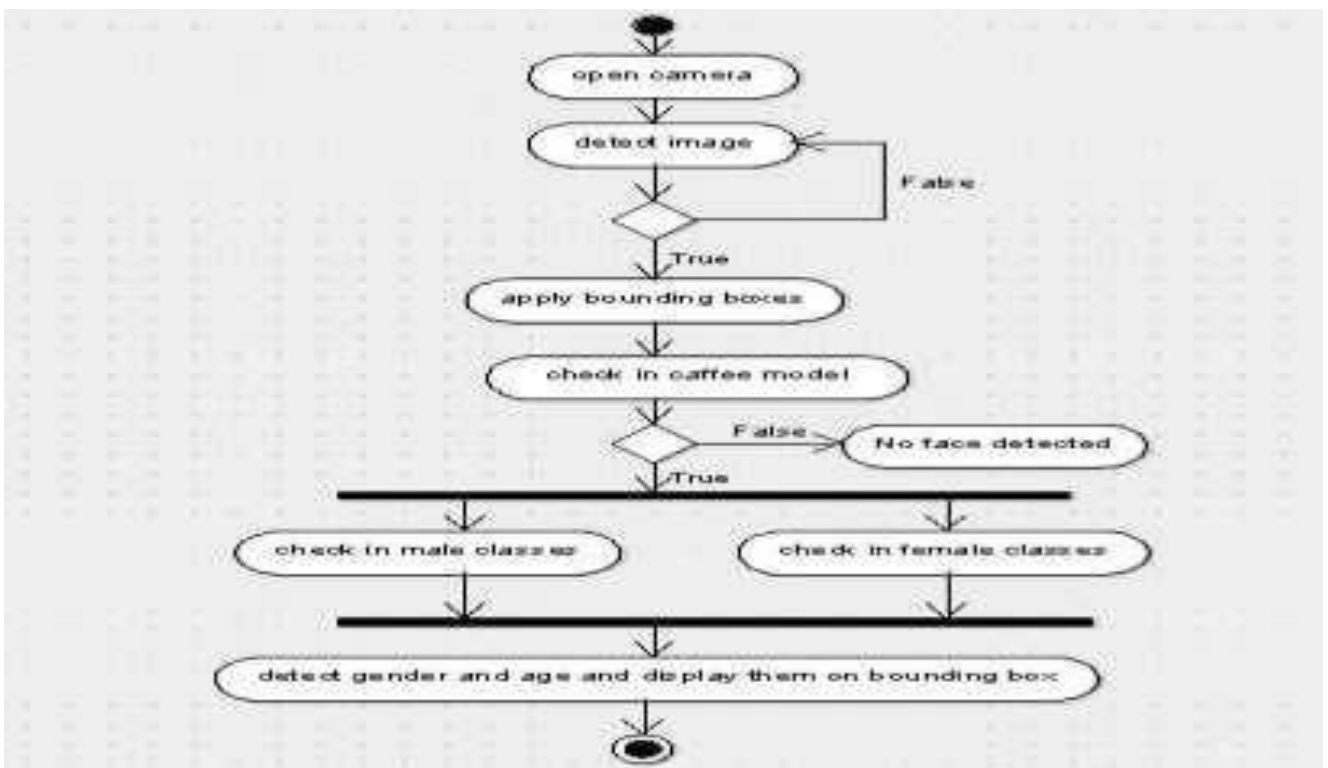 open camera
detect image
False
True
apply bounding boxes
check in caffee model
False
No face detected
True
check in male classes
check in female classes
detect gender and age and display them on bounding box